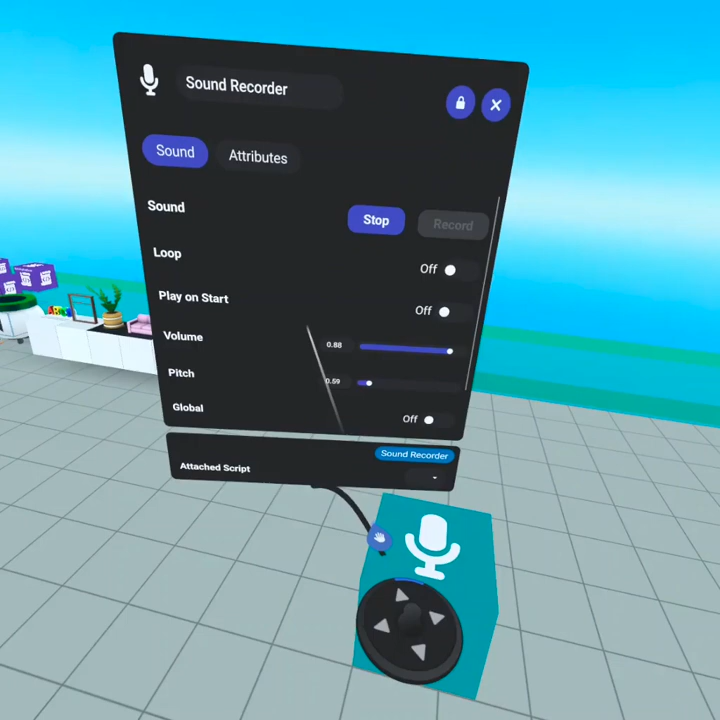 Sound Recorder
Sound
Attributes
Sound
Stop
Record
Loop
Off
Play on Start
Off
Volume
0.88
Pitch
0.59
Global
Off
Sound Recorder
Attached Script
-